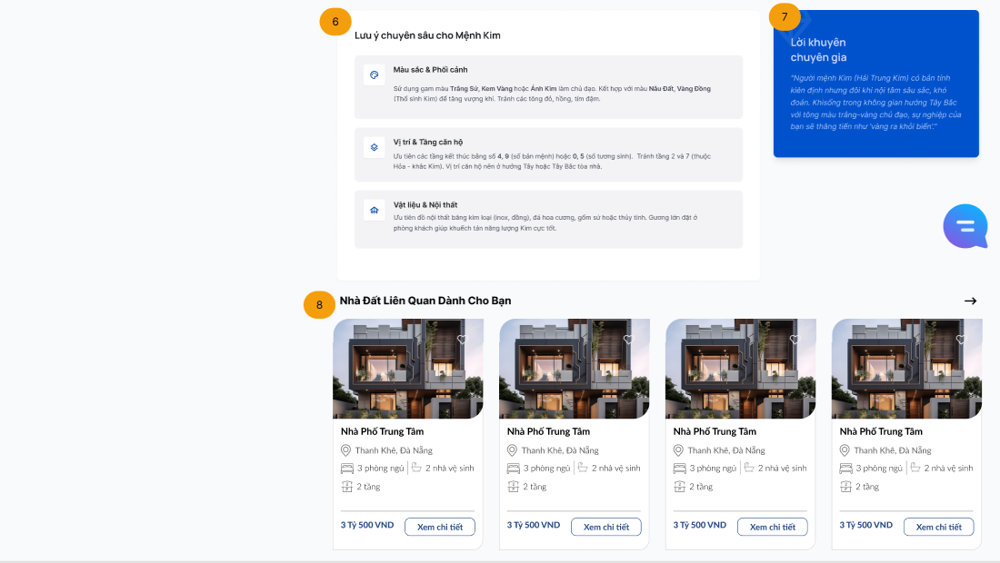 6
Lưu ý chuyên sâu cho Mệnh Kim
Màu sắc & Phối cảnh
Sử dụng gam màu Trắng Sứ, Kem Vàng hoặc Ánh Kim làm chủ đạo. Kết hợp với màu Nâu Đất, Vàng Đồng
(Thổ sinh Kim) để tăng vượng khí. Tránh các tông đỏ, hồng, tím đậm.
Vị trí & Tầng căn hộ
Ưu tiên các tầng kết thúc bằng số 4, 9 (số bản mệnh) hoặc 0, 5 (số tương sinh). Tránh tầng 2 và 7 (thuộc
Hỏa - khắc Kim). Vị trí căn hộ nên ở hướng Tây hoặc Tây Bắc tòa nhà.
Vật liệu & Nội thất
Ưu tiên đồ nội thất bằng kim loại (inox, đồng), đá hoa cương, gốm sứ hoặc thủy tinh. Gương lớn đặt ở
phòng khách giúp khuếch tán năng lượng Kim cực tốt.
7
Lời khuyên
chuyên gia
"Người mệnh Kim (Hải Trung Kim) có bản tính
kiên định nhưng đôi khi nội tâm sâu sắc, khó
đoán. Khisống trong không gian hướng Tây Bắc
với tông màu trắng-vàng chủ đạo, sự nghiệp của
bạn sẽ thăng tiến như 'vàng ra khỏi biển'."
8
Nhà Đất Liên Quan Dành Cho Bạn
Nhà Phố Trung Tâm
Thanh Khê, Đà Nẵng
3 phòng ngủ
2 nhà vệ sinh
2 tầng
3 Tỷ 500 VND
Xem chi tiết
Nhà Phố Trung Tâm
Thanh Khê, Đà Nẵng
3 phòng ngủ
2 nhà vệ sinh
2 tầng
3 Tỷ 500 VND
Xem chi tiết
Nhà Phố Trung Tâm
Thanh Khê, Đà Nẵng
3 phòng ngủ
2 nhà vệ sinh
2 tầng
3 Tỷ 500 VND
Xem chi tiết
Nhà Phố Trung Tâm
Thanh Khê, Đà Nẵng
3 phòng ngủ
2 nhà vệ sinh
2 tầng
3 Tỷ 500 VND
Xem chi tiết